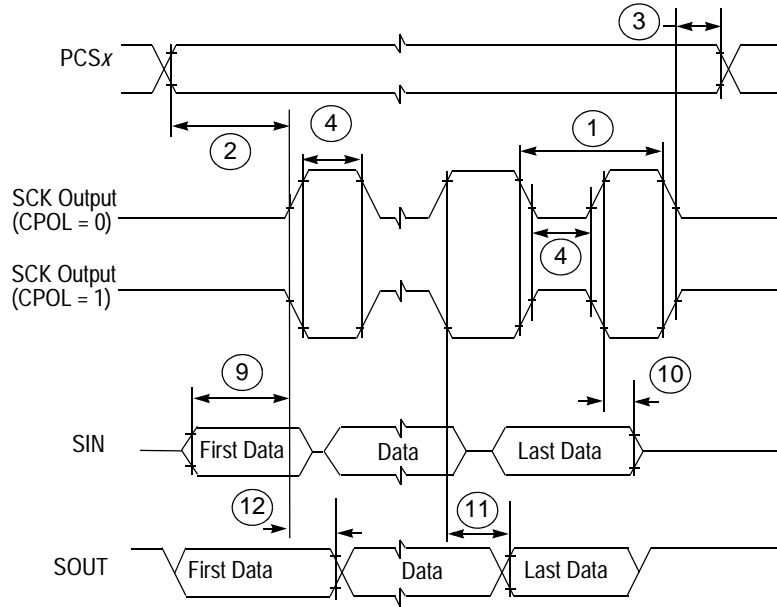 3
PCSx
2
4
1
SCK Output
(CPOL = 0)
4
SCK Output
(CPOL = 1)
9
10
SIN
First Data
Data
Last Data
12
11
SOUT
First Data
Data
Last Data